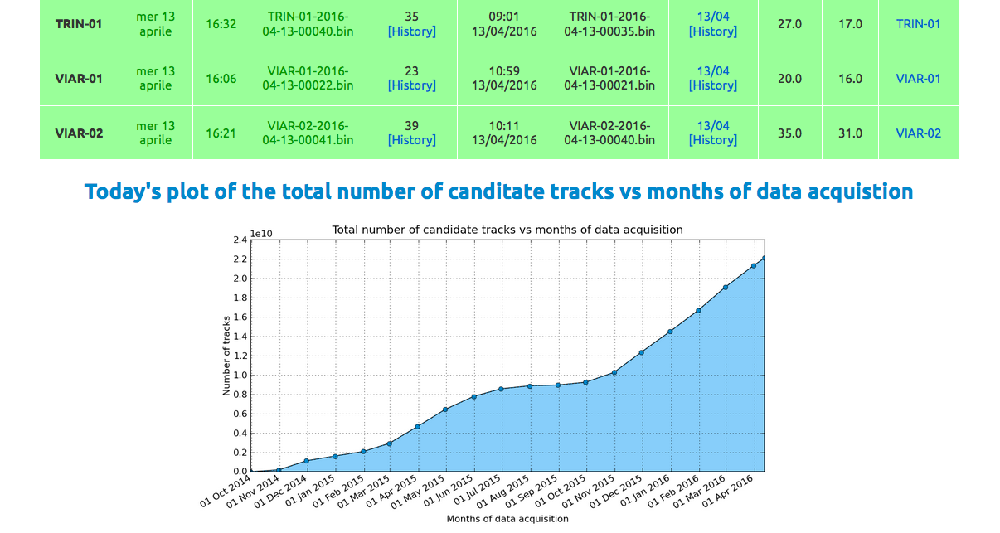 TRIN-01 mer 13 aprile 16:32 TRIN-01-2016-04-13-00040.bin 35 [History] 09:01 13/04/2016 TRIN-01-2016-04-13-00035.bin 13/04 [History] 27.0 17.0 TRIN-01
VIAR-01 mer 13 aprile 16:06 VIAR-01-2016-04-13-00022.bin 23 [History] 10:59 13/04/2016 VIAR-01-2016-04-13-00021.bin 13/04 [History] 20.0 16.0 VIAR-01
VIAR-02 mer 13 aprile 16:21 VIAR-02-2016-04-13-00041.bin 39 [History] 10:11 13/04/2016 VIAR-02-2016-04-13-00040.bin 13/04 [History] 35.0 31.0 VIAR-02
Today's plot of the total number of canditate tracks vs months of data acquistion
Total number of candidate tracks vs months of data acquisition
1e10
2.4
2.2
2.0
1.8
1.6
1.4
1.2
1.0
0.8
0.6
0.4
0.2
0.0
Number of tracks
01 Oct 2014
01 Nov 2014
01 Dec 2014
01 Jan 2015
01 Feb 2015
01 Mar 2015
01 Apr 2015
01 May 2015
01 Jun 2015
01 Jul 2015
01 Aug 2015
01 Sep 2015
01 Oct 2015
01 Nov 2015
01 Dec 2015
01 Jan 2016
01 Feb 2016
01 Mar 2016
01 Apr 2016
Months of data acquisition